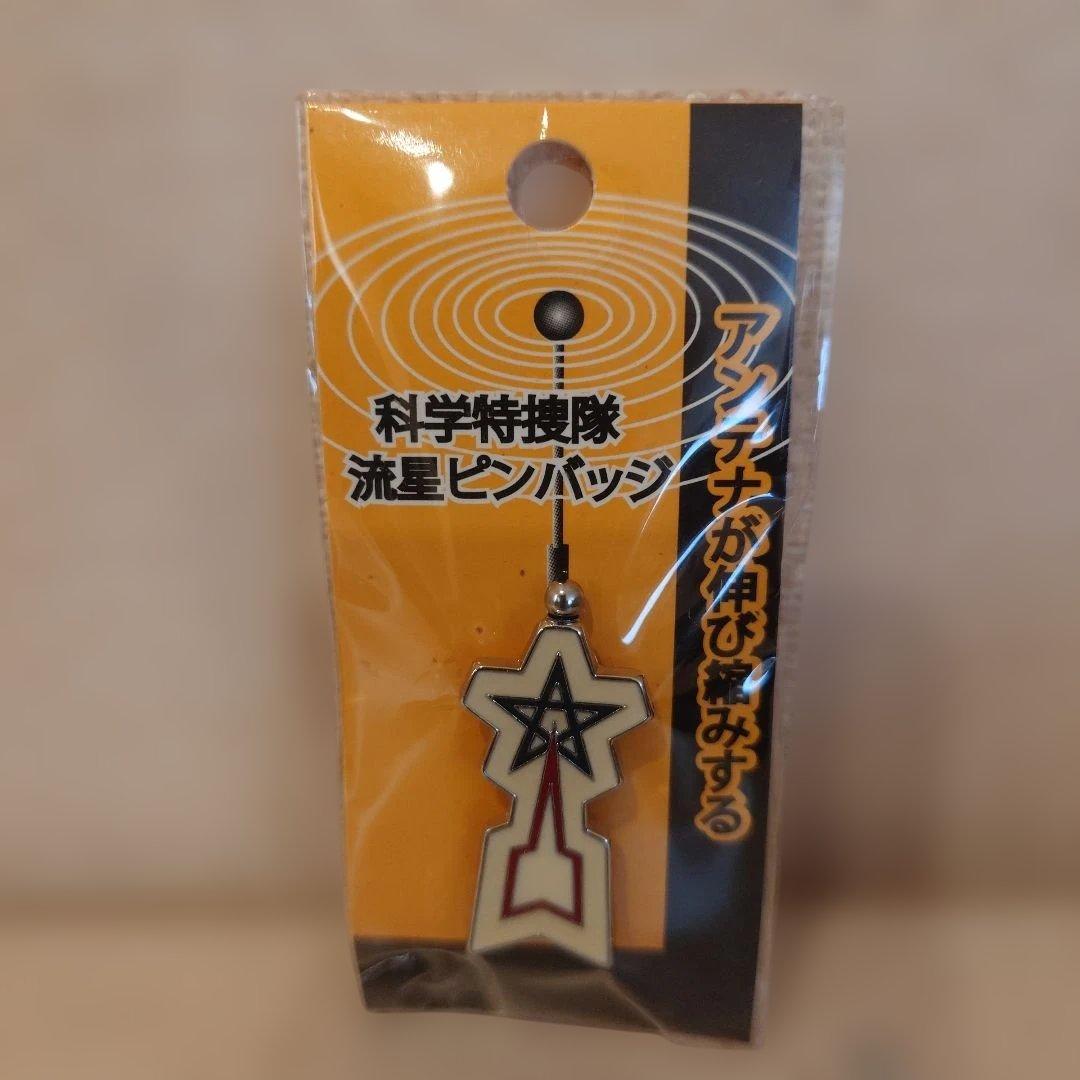 科学特捜隊
流星ピンバッジ
アンテナが伸び縮みする